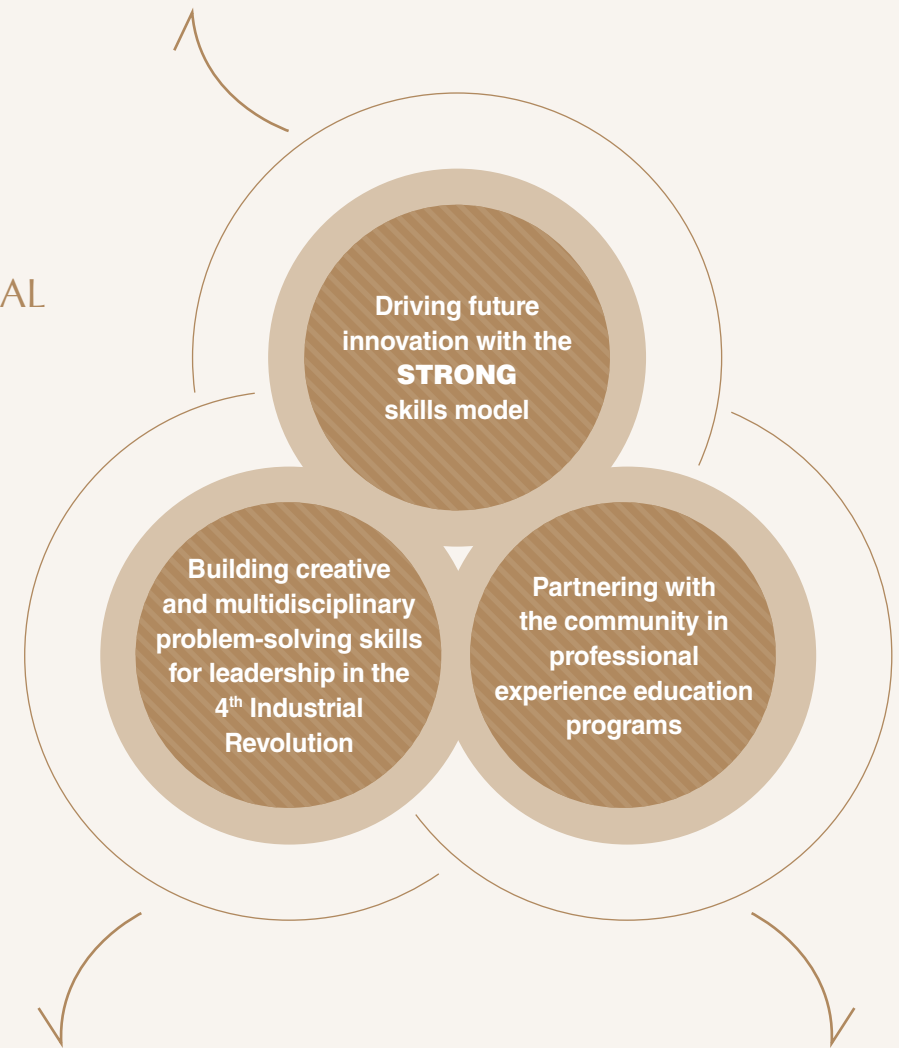 AL
Driving future
innovation with the
STRONG
skills model
Building creative
and multidisciplinary
problem-solving skills
for leadership in the
4th Industrial
Revolution
Partnering with
the community in
professional
experience education
programs